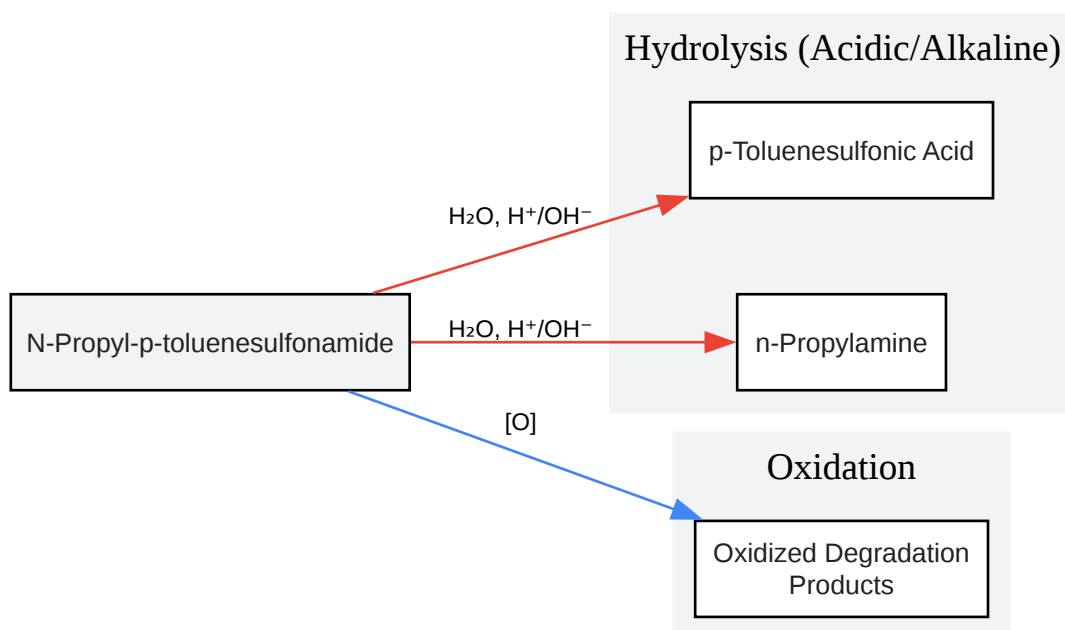 Hydrolysis (Acidic/Alkaline)
p-Toluenesulfonic Acid
H₂O, H⁺/OH⁻
N-Propyl-p-toluenesulfonamide
H₂O, H⁺/OH⁻
n-Propylamine
[O]
Oxidation
Oxidized Degradation
Products